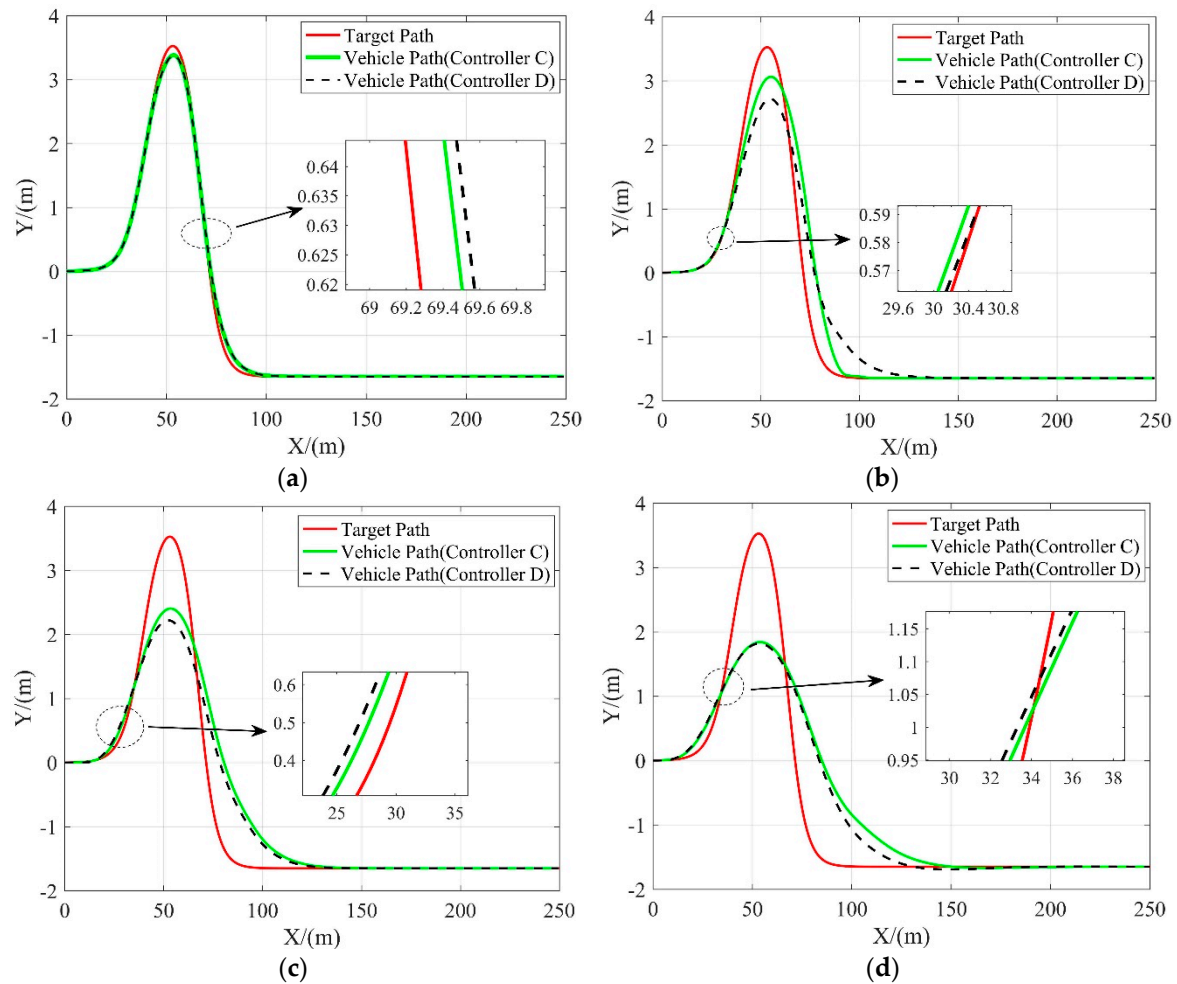 4
3
2
1
0
-1
-2
Y/(m)
Target Path
Vehicle Path(Controller C)
Vehicle Path(Controller D)
0.64
0.635
0.63
0.62
0.619
69 69.2 69.4 69.6 69.8
0 50 100 150 200 250
X/(m)
(a)
4
3
2
1
0
-1
-2
Y/(m)
Target Path
Vehicle Path(Controller C)
Vehicle Path(Controller D)
0.59
0.58
0.57
29.6 30 30.4 30.8
0 50 100 150 200 250
X/(m)
(b)
4
3
2
1
0
-1
-2
Y/(m)
Target Path
Vehicle Path(Controller C)
Vehicle Path(Controller D)
0.6
0.5
0.4
25 30 35
0 50 100 150 200 250
X/(m)
(c)
4
3
2
1
0
-1
-2
Y/(m)
Target Path
Vehicle Path(Controller C)
Vehicle Path(Controller D)
1.15
1.10
1.05
1
0.95
30 32 34 36 38
0 50 100 150 200 250
X/(m)
(d)